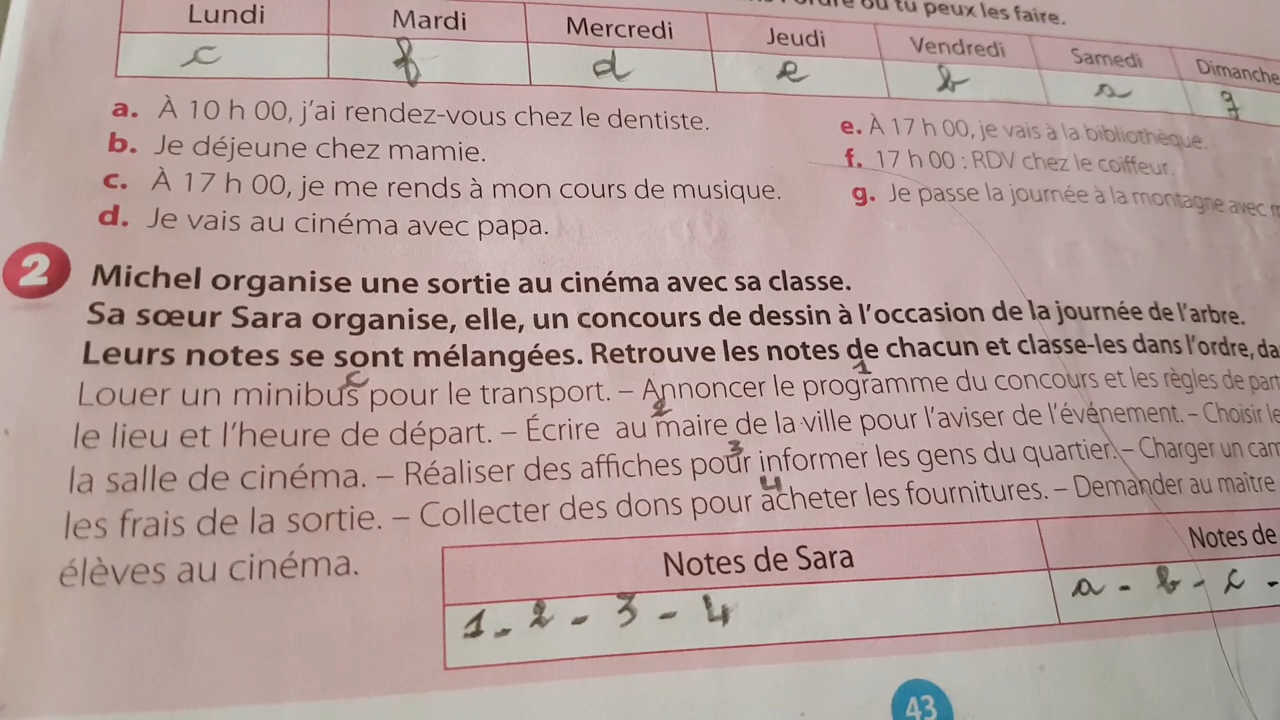 où tu peux les faire.
Lundi Mardi Mercredi Jeudi Vendredi Samedi Dimanche
c f d e b a g
a. À 10 h 00, j'ai rendez-vous chez le dentiste.
b. Je déjeune chez mamie.
c. À 17 h 00, je me rends à mon cours de musique.
d. Je vais au cinéma avec papa.
e. À 17 h 00, je vais à la bibliothèque.
f. 17 h 00 : RDV chez le coiffeur.
g. Je passe la journée à la montagne avec
2 Michel organise une sortie au cinéma avec sa classe.
Sa sœur Sara organise, elle, un concours de dessin à l'occasion de la journée de l'arbre.
Leurs notes se sont mélangées. Retrouve les notes de chacun et classe-les dans l'ordre,
c 1
Louer un minibus pour le transport. – Annoncer le programme du concours et les règles de
2
le lieu et l'heure de départ. – Écrire au maire de la ville pour l'aviser de l'événement. – Choisir
3
la salle de cinéma. – Réaliser des affiches pour informer les gens du quartier. – Charger un
4
les frais de la sortie. – Collecter des dons pour acheter les fournitures. – Demander au maître
élèves au cinéma.
Notes de Sara Notes de
1 - 2 - 3 - 4 a - b - c -
43